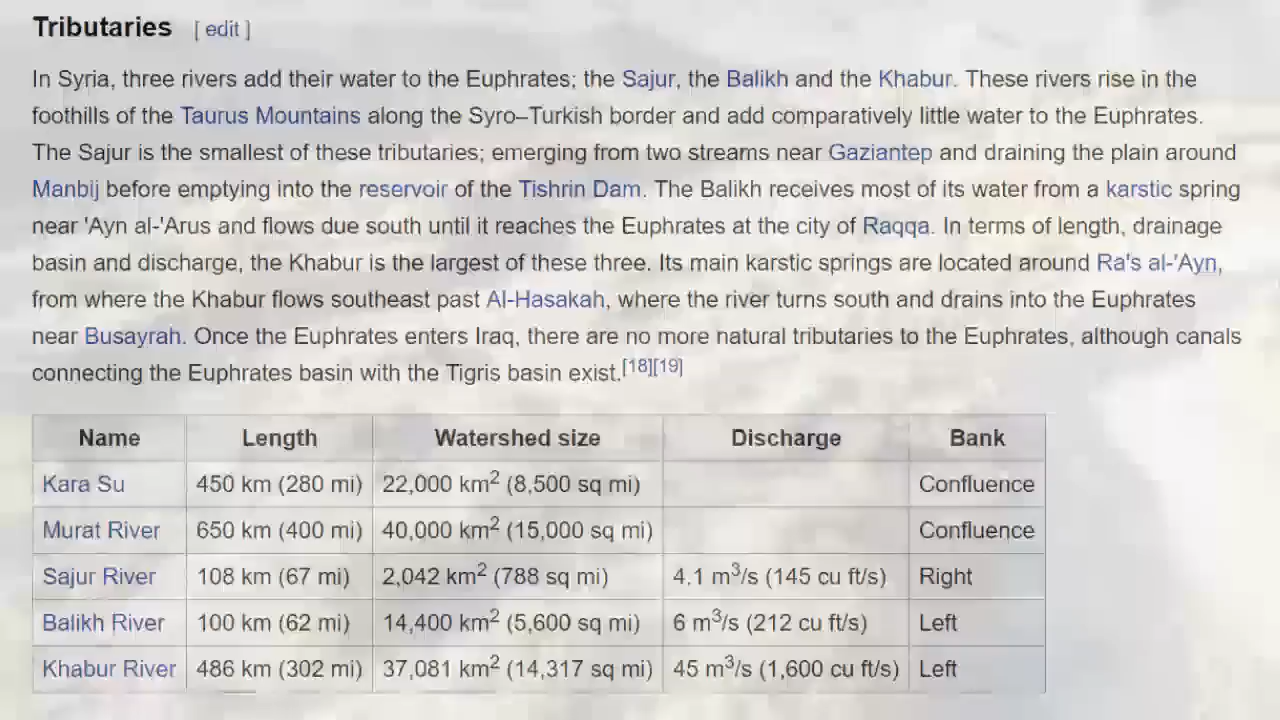 Tributaries [ edit ]
In Syria, three rivers add their water to the Euphrates; the Sajur, the Balikh and the Khabur. These rivers rise in the
foothills of the Taurus Mountains along the Syro–Turkish border and add comparatively little water to the Euphrates.
The Sajur is the smallest of these tributaries; emerging from two streams near Gaziantep and draining the plain around
Manbij before emptying into the reservoir of the Tishrin Dam. The Balikh receives most of its water from a karstic spring
near 'Ayn al-'Arus and flows due south until it reaches the Euphrates at the city of Raqqa. In terms of length, drainage
basin and discharge, the Khabur is the largest of these three. Its main karstic springs are located around Ra's al-'Ayn,
from where the Khabur flows southeast past Al-Hasakah, where the river turns south and drains into the Euphrates
near Busayrah. Once the Euphrates enters Iraq, there are no more natural tributaries to the Euphrates, although canals
connecting the Euphrates basin with the Tigris basin exist.[18][19]
Name Length Watershed size Discharge Bank
Kara Su 450 km (280 mi) 22,000 km² (8,500 sq mi) Confluence
Murat River 650 km (400 mi) 40,000 km² (15,000 sq mi) Confluence
Sajur River 108 km (67 mi) 2,042 km² (788 sq mi) 4.1 m³/s (145 cu ft/s) Right
Balikh River 100 km (62 mi) 14,400 km² (5,600 sq mi) 6 m³/s (212 cu ft/s) Left
Khabur River 486 km (302 mi) 37,081 km² (14,317 sq mi) 45 m³/s (1,600 cu ft/s) Left